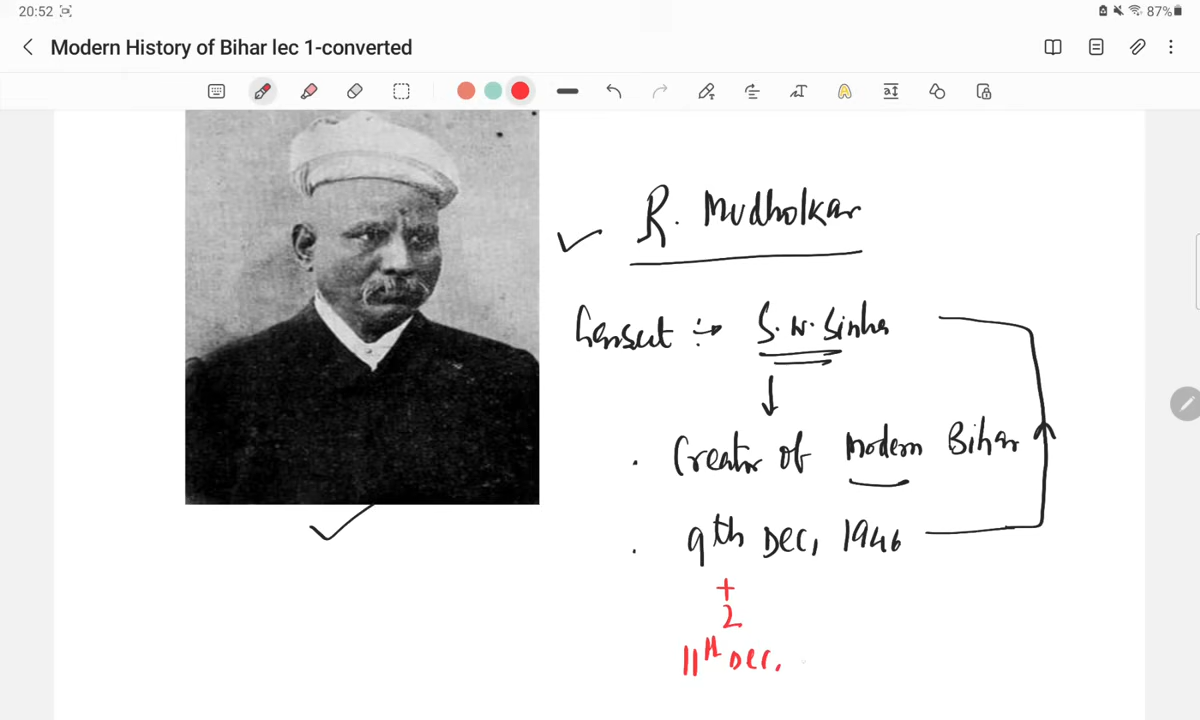 20:52
87%
Modern History of Bihar lec 1-converted
R. Mudholkar
S. N. Sinha
Creator of Modern Bihar
9th Dec, 1946
+
2
11th Dec.